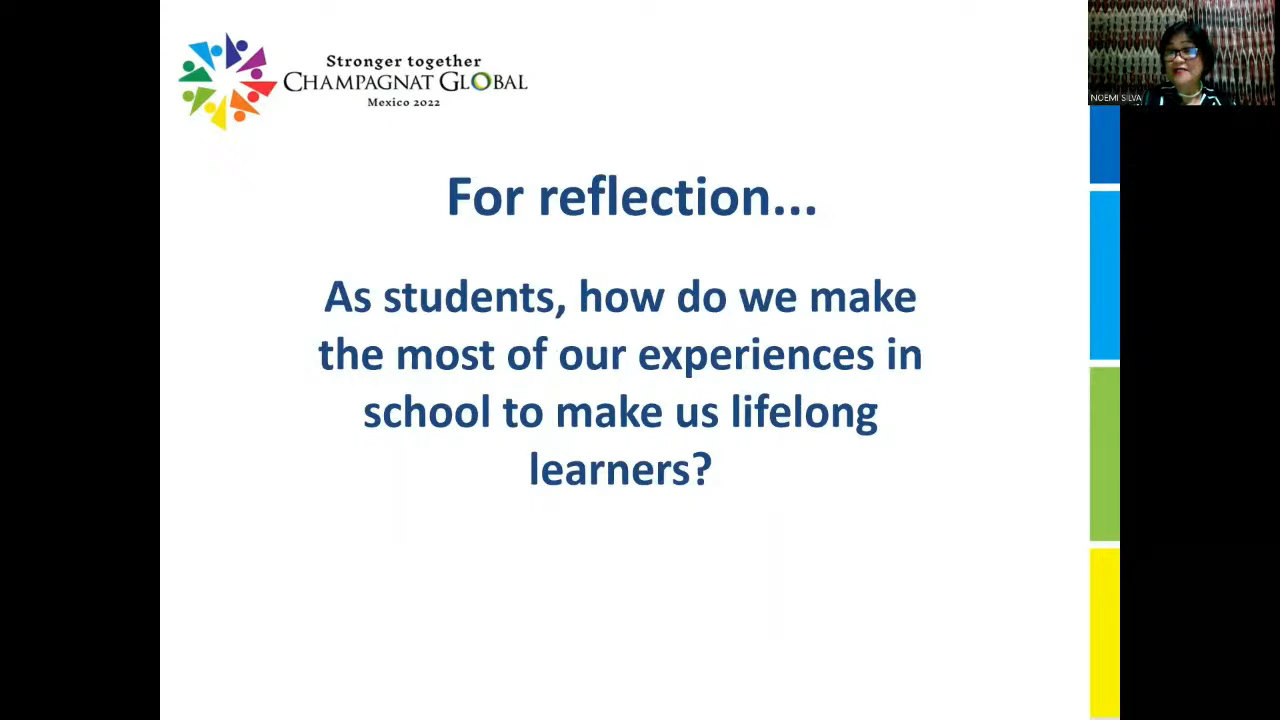 Stronger together
CHAMPAGNAT GLOBAL
Mexico 2022
NOEMI SILVA
For reflection...
As students, how do we make
the most of our experiences in
school to make us lifelong
learners?